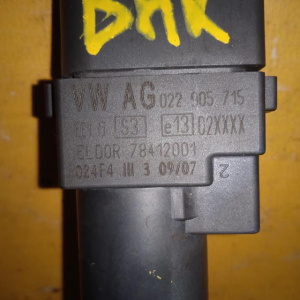 BHK
VW AG 022 905 715
S3 e13 02XXXX
ELDOR 78412001
024F4 III 3 09/07
2